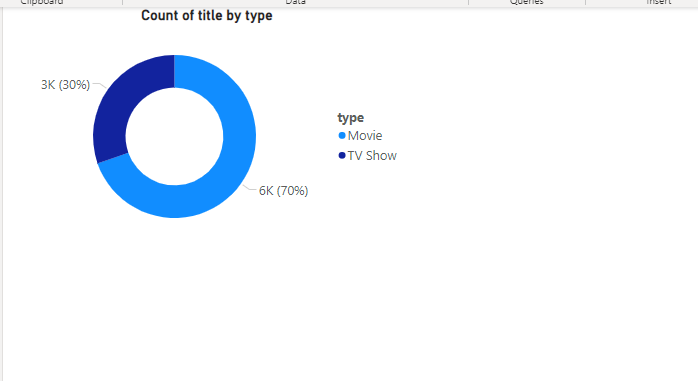 Clipboard Data Queries Insert
Count of title by type
3K (30%)
type
Movie
TV Show
6K (70%)